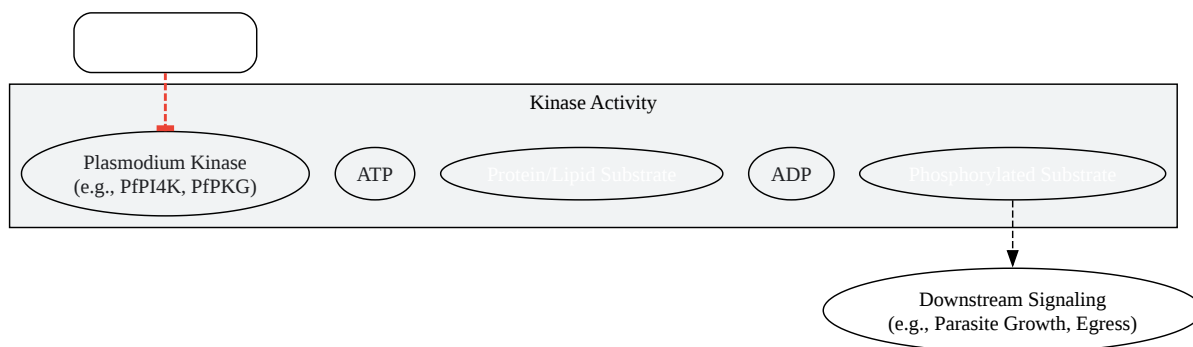 Kinase Activity
Plasmodium Kinase
(e.g., PfPI4K, PfPKG)
ATP
Protein/Lipid Substrate
ADP
Phosphorylated Substrate
Downstream Signaling
(e.g., Parasite Growth, Egress)